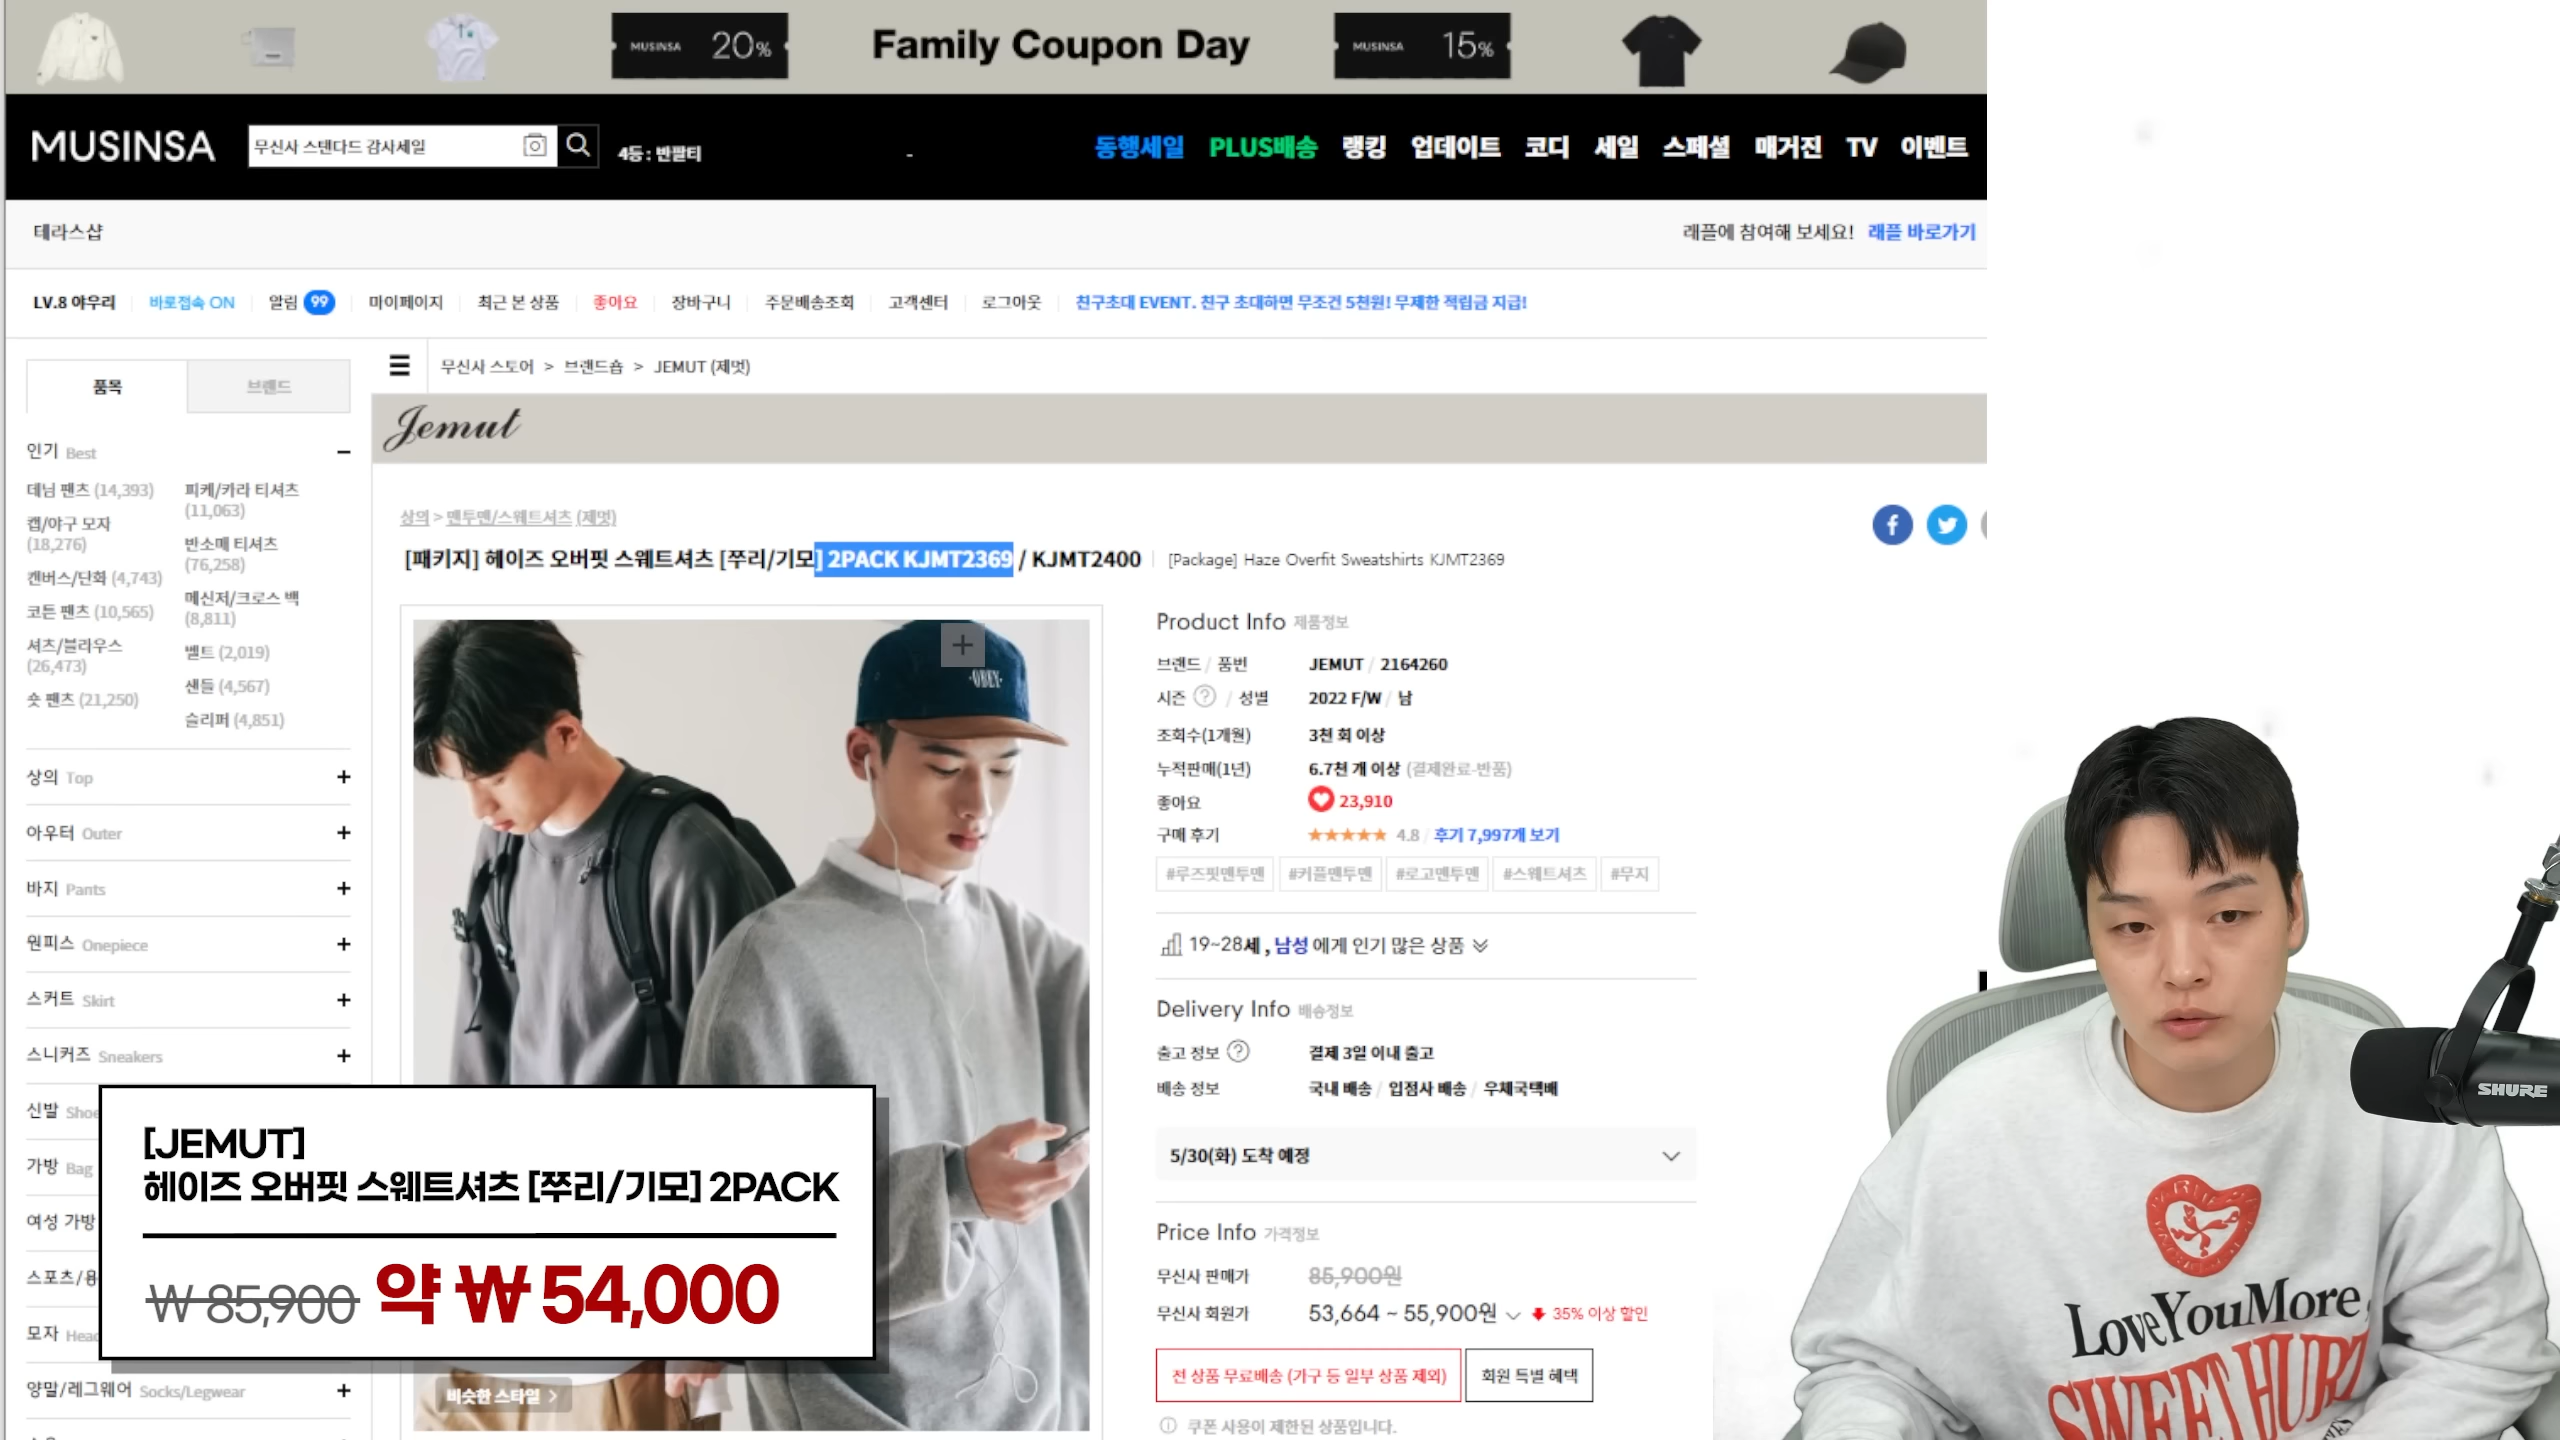 MUSINSA 20%
Family Coupon Day
MUSINSA 15%
MUSINSA
무신사 스탠다드 감사세일
4등 : 반팔티
-
동행세일 PLUS배송 랭킹 업데이트 코디 세일 스페셜 매거진 TV 이벤트
테라스샵
래플에 참여해 보세요! 래플 바로가기
LV.8 야우리 바로접속 ON 알림 99 마이페이지 최근 본 상품 좋아요 장바구니 주문배송조회 고객센터 로그아웃 친구초대 EVENT. 친구 초대하면 무조건 5천원! 무제한 적립금 지급!
품목 브랜드
무신사 스토어 > 브랜드숍 > JEMUT (제멋)
Jemut
인기 Best
데님 팬츠 (14,393)
캡/야구 모자
(18,276)
캔버스/단화 (4,743)
코튼 팬츠 (10,565)
셔츠/블라우스
(26,473)
숏 팬츠 (21,250)
피케/카라 티셔츠
(11,063)
반소매 티셔츠
(76,258)
메신저/크로스 백
(8,811)
벨트 (2,019)
샌들 (4,567)
슬리퍼 (4,851)
상의 Top
아우터 Outer
바지 Pants
원피스 Onepiece
스커트 Skirt
스니커즈 Sneakers
신발 Shoe
가방 Bag
여성 가방
스포츠/용
모자 Head
양말/레그웨어 Socks/Legwear
상의 > 맨투맨/스웨트셔츠 (제멋)
[패키지] 헤이즈 오버핏 스웨트셔츠 [쭈리/기모] 2PACK KJMT2369 / KJMT2400 [Package] Haze Overfit Sweatshirts KJMT2369
OBEY
Product Info 제품정보
브랜드 / 품번 JEMUT / 2164260
시즌 ? / 성별 2022 F/W / 남
조회수(1개월) 3천 회 이상
누적판매(1년) 6.7천 개 이상 (결제완료-반품)
좋아요 23,910
구매 후기 ★★★★★ 4.8 / 후기 7,997개 보기
#루즈핏맨투맨 #커플맨투맨 #로고맨투맨 #스웨트셔츠 #무지
19~28세 , 남성 에게 인기 많은 상품
Delivery Info 배송정보
출고 정보 ? 결제 3일 이내 출고
배송 정보 국내 배송 / 입점사 배송 / 우체국택배
5/30(화) 도착 예정
Price Info 가격정보
무신사 판매가 85,900원
무신사 회원가 53,664 ~ 55,900원 35% 이상 할인
전 상품 무료배송 (가구 등 일부 상품 제외) 회원 특별 혜택
쿠폰 사용이 제한된 상품입니다.
비슷한 스타일 >
[JEMUT]
헤이즈 오버핏 스웨트셔츠 [쭈리/기모] 2PACK
₩ 85,900 약 ₩ 54,000
SHURE
LoveYouMore
SWEET HURT